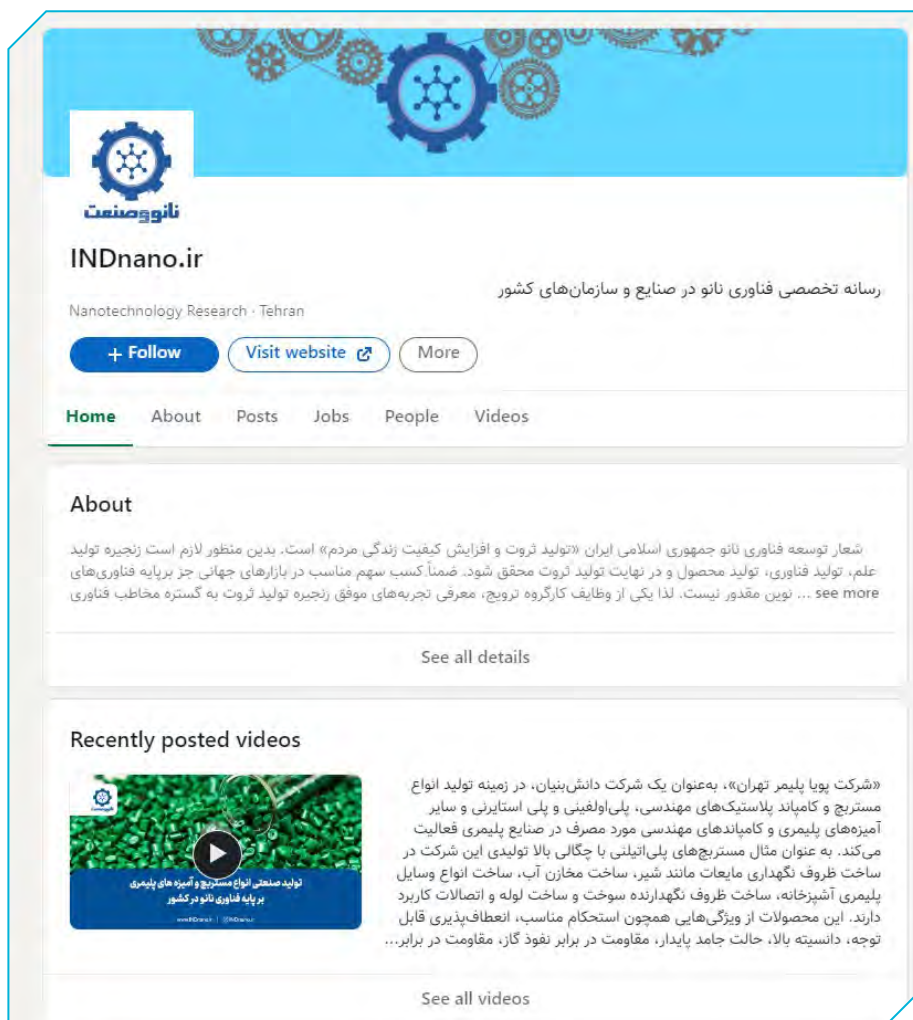 نانو و صنعت
INDnano.ir
رسانه تخصصی فناوری نانو در صنایع و سازمان‌های کشور
Nanotechnology Research · Tehran
+ Follow
Visit website
More
Home
About
Posts
Jobs
People
Videos
About
شعار توسعه فناوری نانو جمهوری اسلامی ایران «تولید ثروت و افزایش کیفیت زندگی مردم» است. بدین منظور لازم است زنجیره تولید
علم، تولید فناوری، تولید محصول و در نهایت تولید ثروت محقق شود. ضمناً کسب سهم مناسب در بازارهای جهانی جز برپایه فناوری‌های
نوین مقدور نیست. لذا یکی از وظایف کارگروه ترویج، معرفی تجربه‌های موفق زنجیره تولید ثروت به گستره مخاطب فناوری ... see more
See all details
Recently posted videos
«شرکت پویا پلیمر تهران»، به‌عنوان یک شرکت دانش‌بنیان، در زمینه تولید انواع
مستربچ و کامپاند پلاستیک‌های مهندسی، پلی‌اولفینی و پلی استایرنی و سایر
آمیزه‌های پلیمری و کامپاندهای مهندسی مورد مصرف در صنایع پلیمری فعالیت
می‌کند. به عنوان مثال مستربچ‌های پلی‌اتیلنی با چگالی بالا تولیدی این شرکت در
ساخت ظروف نگهداری مایعات مانند شیر، ساخت مخازن آب، ساخت انواع وسایل
پلیمری آشپزخانه، ساخت ظروف نگهدارنده سوخت و ساخت لوله و اتصالات کاربرد
دارند. این محصولات از ویژگی‌هایی همچون استحکام مناسب، انعطاف‌پذیری قابل
توجه، دانسیته بالا، حالت جامد پایدار، مقاومت در برابر نفوذ گاز، مقاومت در برابر...
تولید صنعتی انواع مستربچ و آمیزه های پلیمری
بر پایه فناوری نانو در کشور
www.INDnano.ir
See all videos